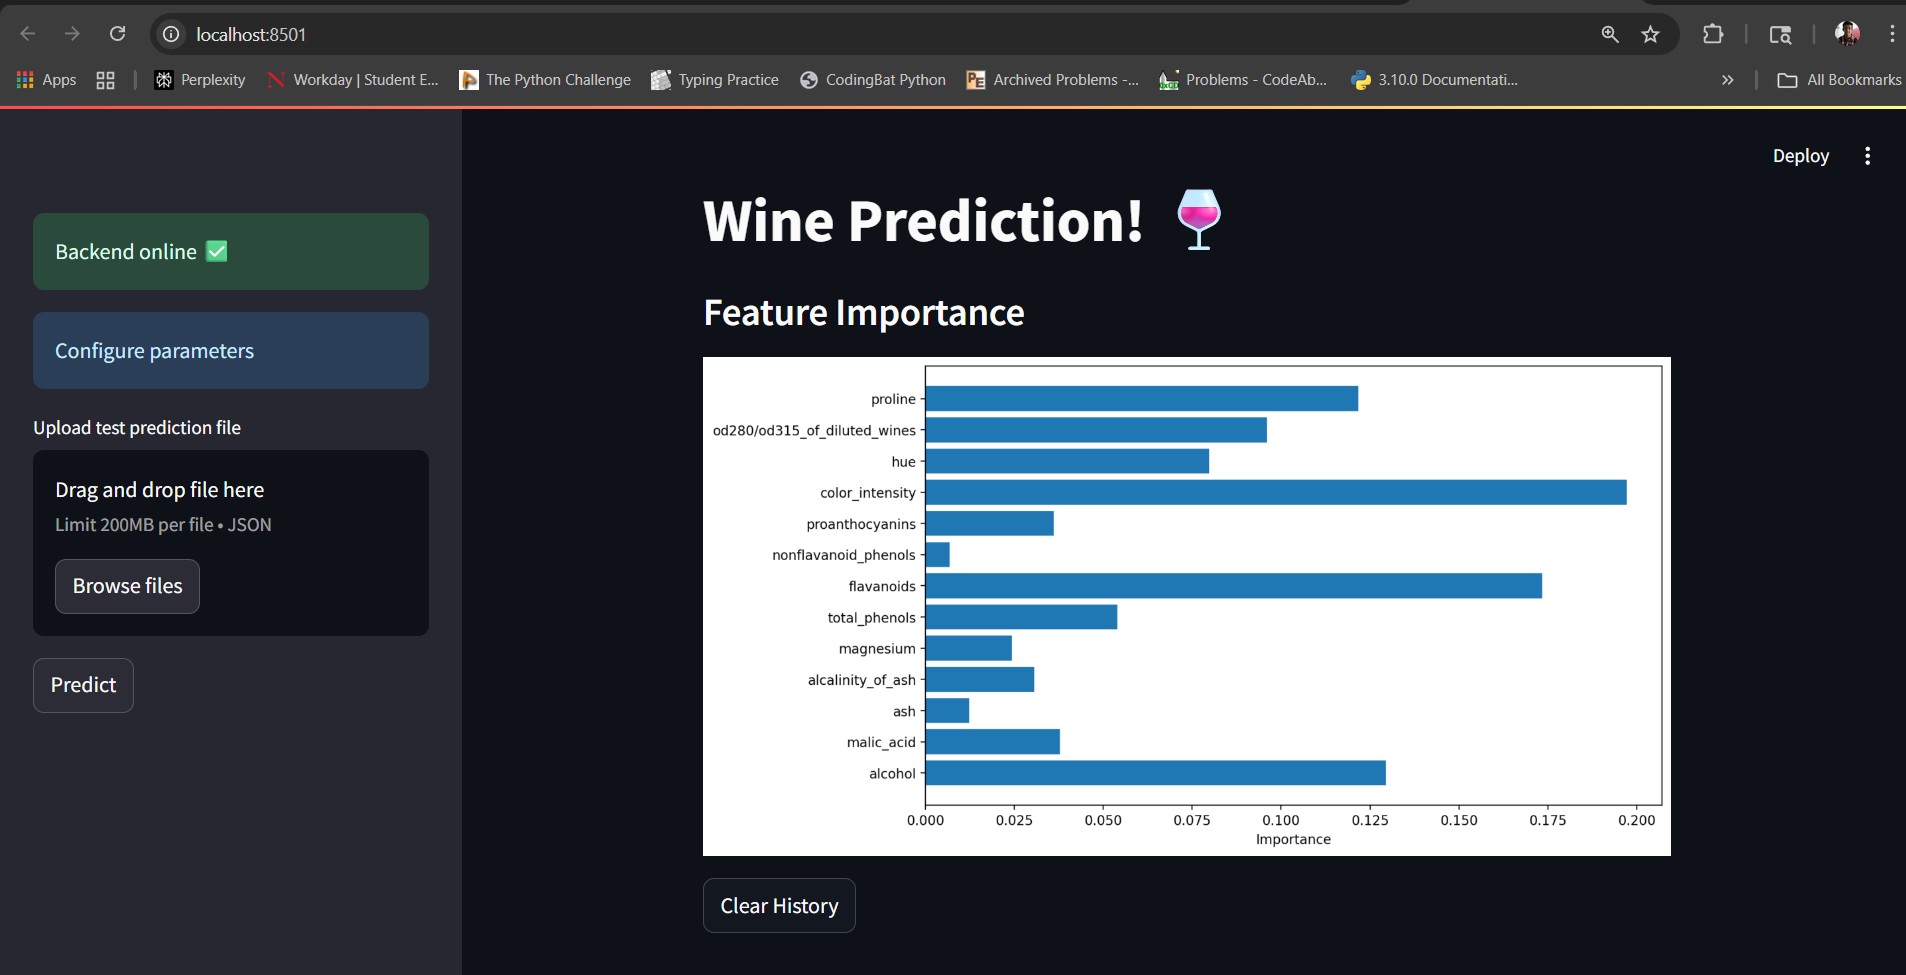 localhost:8501
Apps
Perplexity
Workday | Student E...
The Python Challenge
Typing Practice
CodingBat Python
Archived Problems -...
Problems - CodeAb...
3.10.0 Documentati...
»
All Bookmarks
Deploy
Backend online
Configure parameters
Upload test prediction file
Drag and drop file here
Limit 200MB per file • JSON
Browse files
Predict
Wine Prediction!
Feature Importance
proline
od280/od315_of_diluted_wines
hue
color_intensity
proanthocyanins
nonflavanoid_phenols
flavanoids
total_phenols
magnesium
alcalinity_of_ash
ash
malic_acid
alcohol
0.000 0.025 0.050 0.075 0.100 0.125 0.150 0.175 0.200
Importance
Clear History